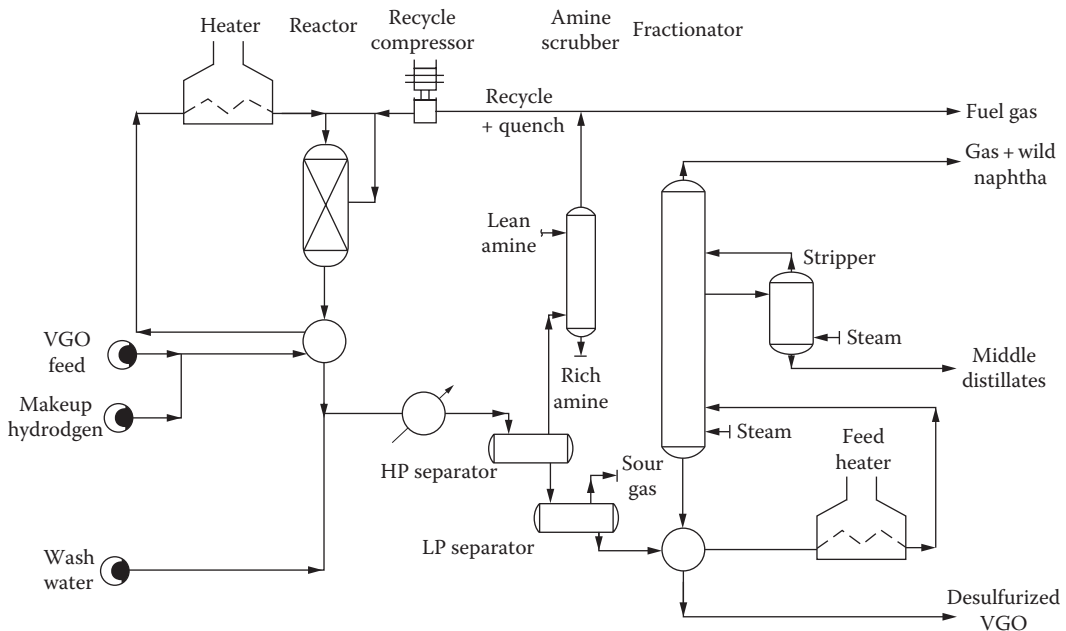 Heater
Reactor
Recycle
compressor
Amine
scrubber
Fractionator
Recycle
+ quench
Fuel gas
Gas + wild
naphtha
Lean
amine
Stripper
Steam
VGO
feed
Middle
distillates
Rich
amine
Makeup
hydrodgen
Steam
Feed
heater
HP separator
Sour
gas
LP separator
Wash
water
Desulfurized
VGO